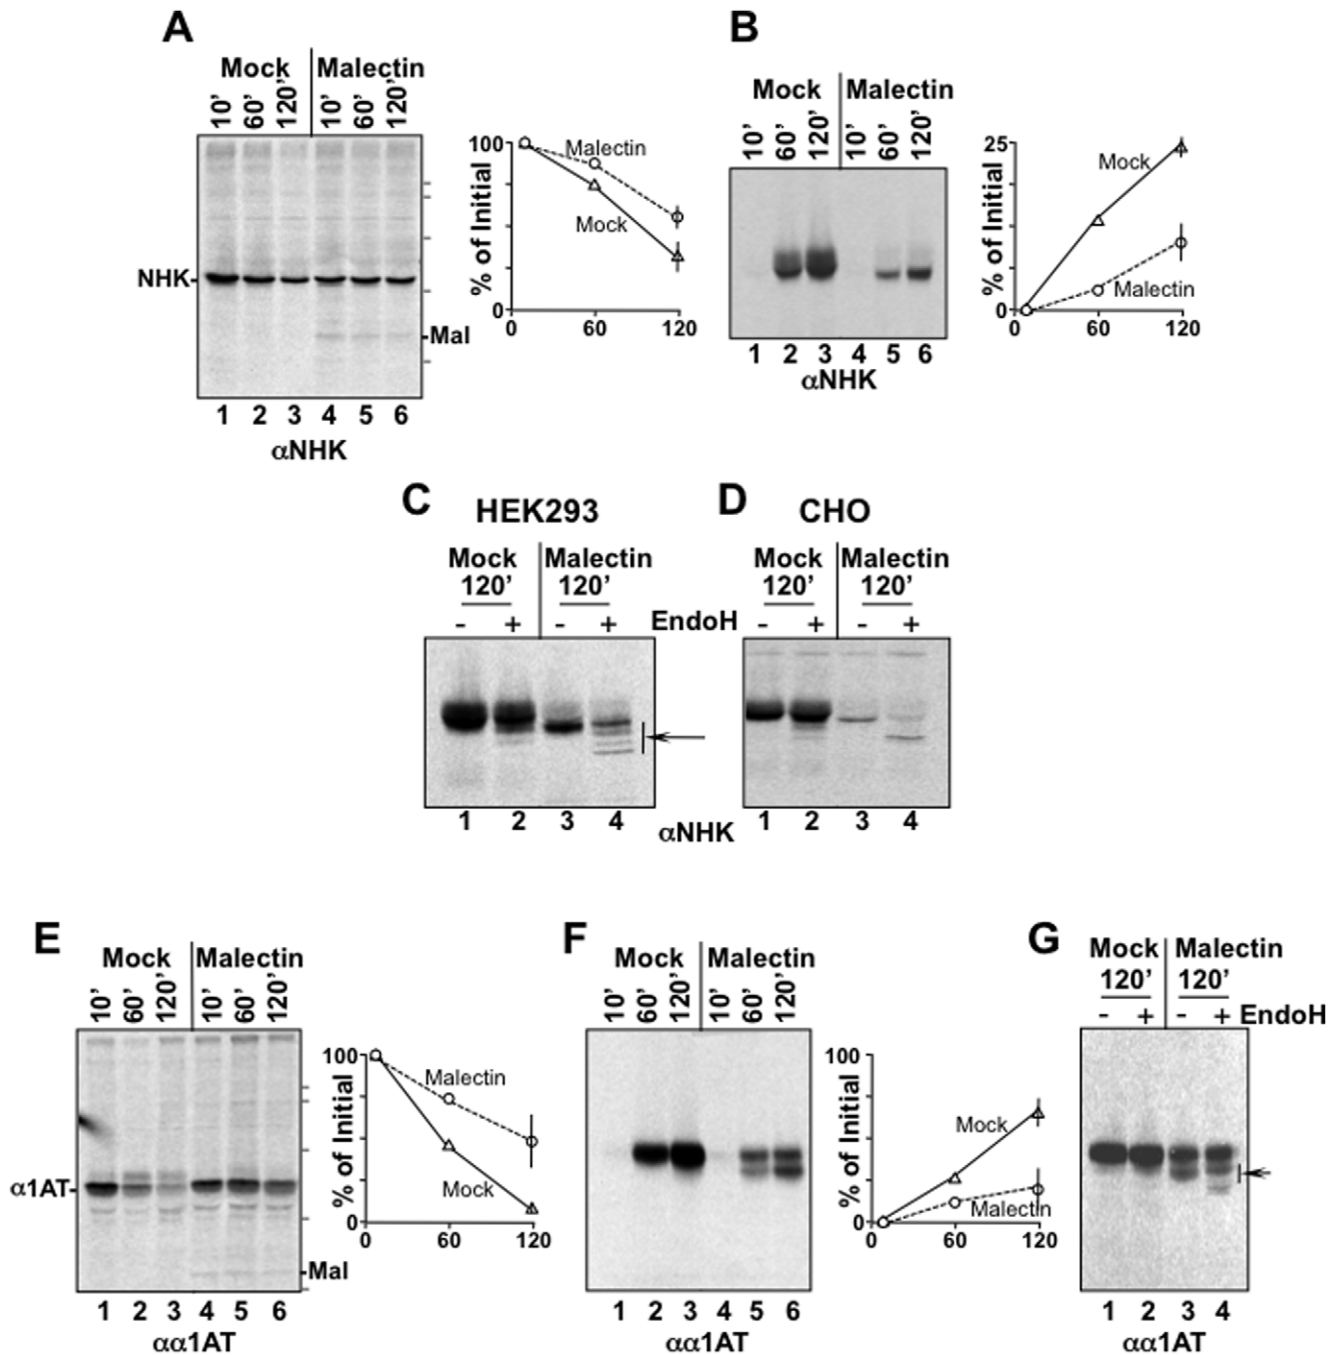 A
Mock Malectin
10' 60' 120' 10' 60' 120'
NHK
Mal
1 2 3 4 5 6
αNHK
% of Initial
100
0
Malectin
Mock
0 60 120
B
Mock Malectin
10' 60' 120' 10' 60' 120'
1 2 3 4 5 6
αNHK
% of Initial
25
0
Mock
Malectin
0 60 120
C
HEK293
Mock Malectin
120' 120'
- + - + EndoH
1 2 3 4
αNHK
D
CHO
Mock Malectin
120' 120'
- + - +
1 2 3 4
E
Mock Malectin
10' 60' 120' 10' 60' 120'
α1AT
Mal
1 2 3 4 5 6
αα1AT
% of Initial
100
0
Malectin
Mock
0 60 120
F
Mock Malectin
10' 60' 120' 10' 60' 120'
1 2 3 4 5 6
αα1AT
% of Initial
100
0
Mock
Malectin
0 60 120
G
Mock Malectin
120' 120'
- + - + EndoH
1 2 3 4
αα1AT